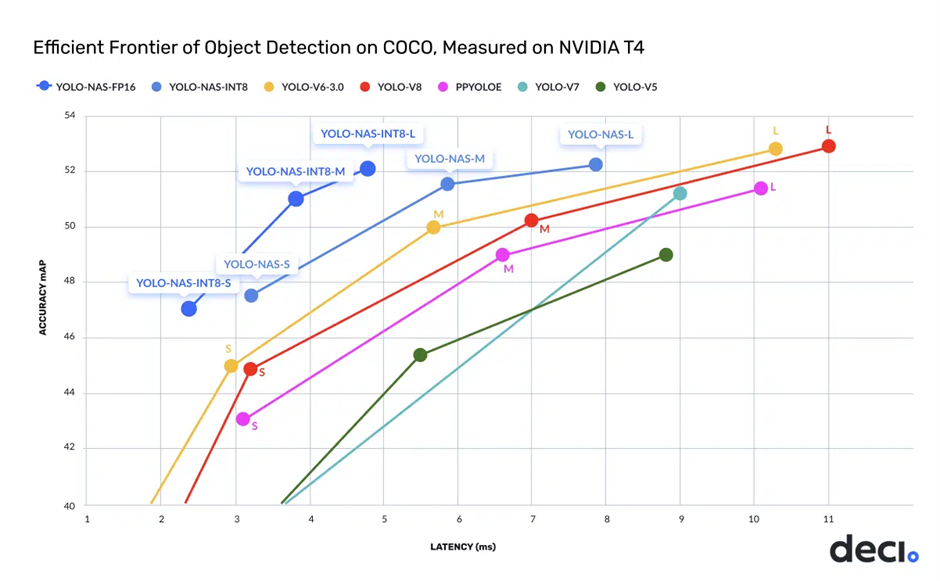 Efficient Frontier of Object Detection on COCO, Measured on NVIDIA T4
YOLO-NAS-FP16 YOLO-NAS-INT8 YOLO-V6-3.0 YOLO-V8 PPYOLOE YOLO-V7 YOLO-V5
54
YOLO-NAS-INT8-L
YOLO-NAS-L
L
L
52
YOLO-NAS-INT8-M
YOLO-NAS-M
L
50
M
M
48
YOLO-NAS-INT8-S
YOLO-NAS-S
M
46
S
S
44
S
42
40
ACCURACY mAP
1 2 3 4 5 6 7 8 9 10 11
LATENCY (ms)
deci.